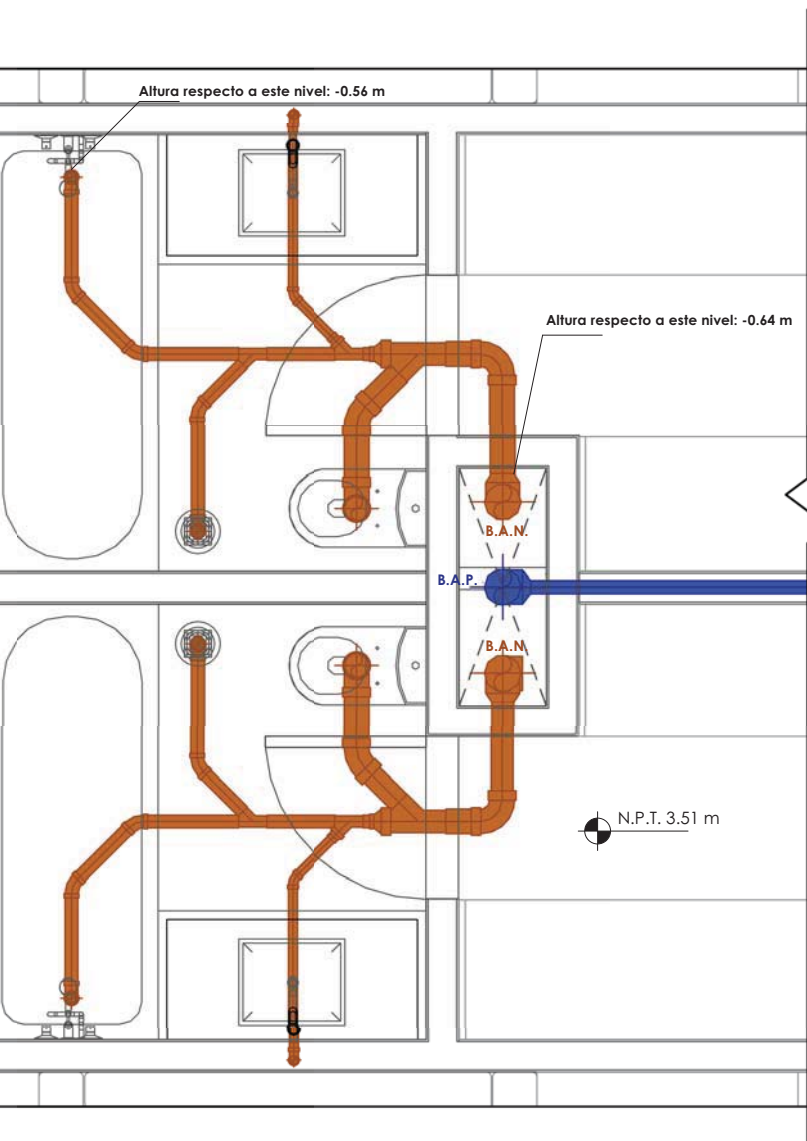 Altura respecto a este nivel: -0.56 m
Altura respecto a este nivel: -0.64 m
B.A.N.
B.A.P.
B.A.N.
N.P.T. 3.51 m